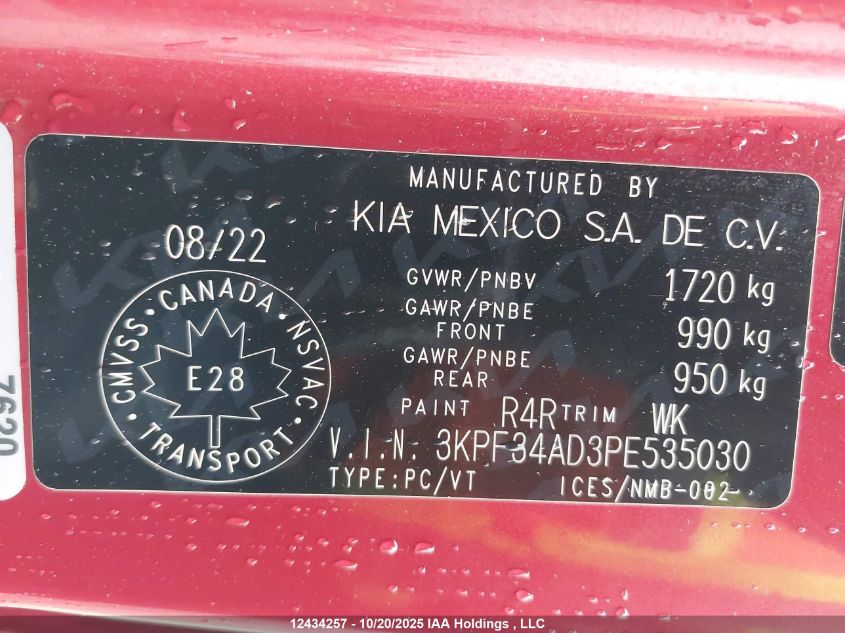 MANUFACTURED BY
KIA MEXICO S.A. DE C.V.
08/22
GVWR/PNBV 1720 kg
GAWR/PNBE FRONT 990 kg
GAWR/PNBE REAR 950 kg
PAINT R4R TRIM WK
V.I.N. 3KPF34AD3PE535030
TYPE:PC/VT ICES/NMB-002
CANADA
CMVSS NSVAC
E28
TRANSPORT
7620
12434257 - 10/20/2025 IAA Holdings , LLC